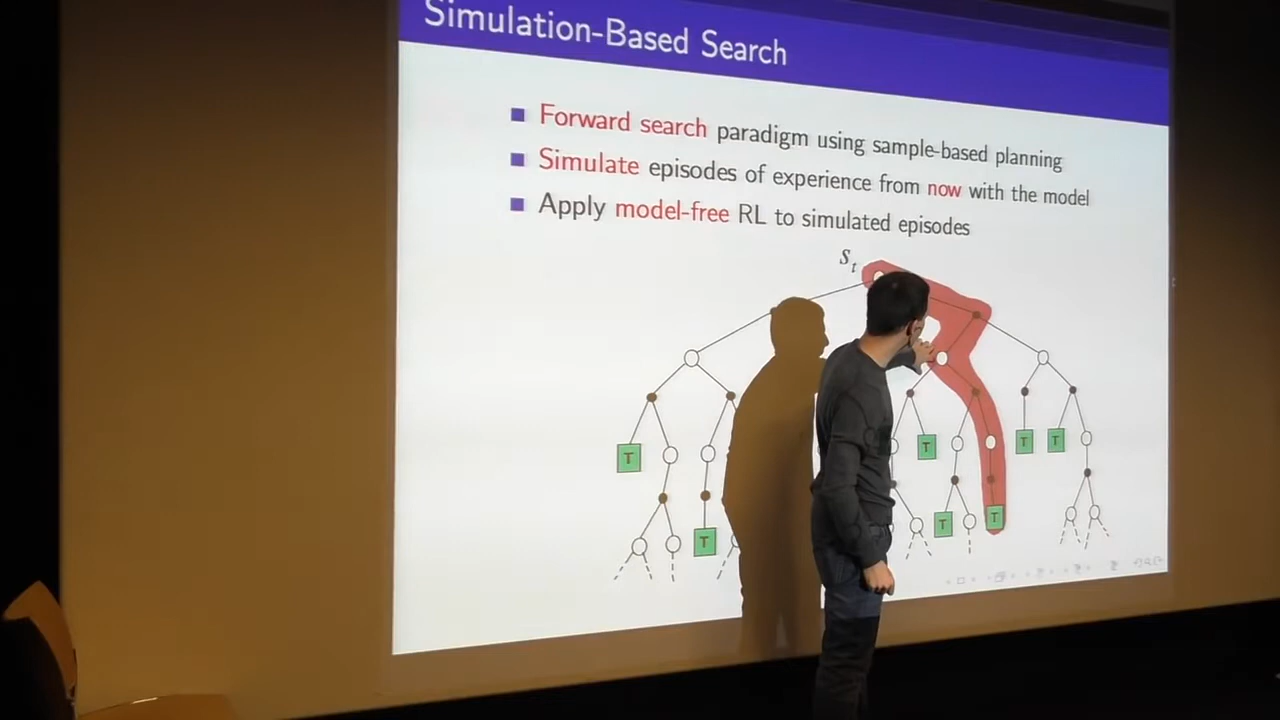 Simulation-Based Search
Forward search paradigm using sample-based planning
Simulate episodes of experience from now with the model
Apply model-free RL to simulated episodes
St
T
T
T
T
T
T
T